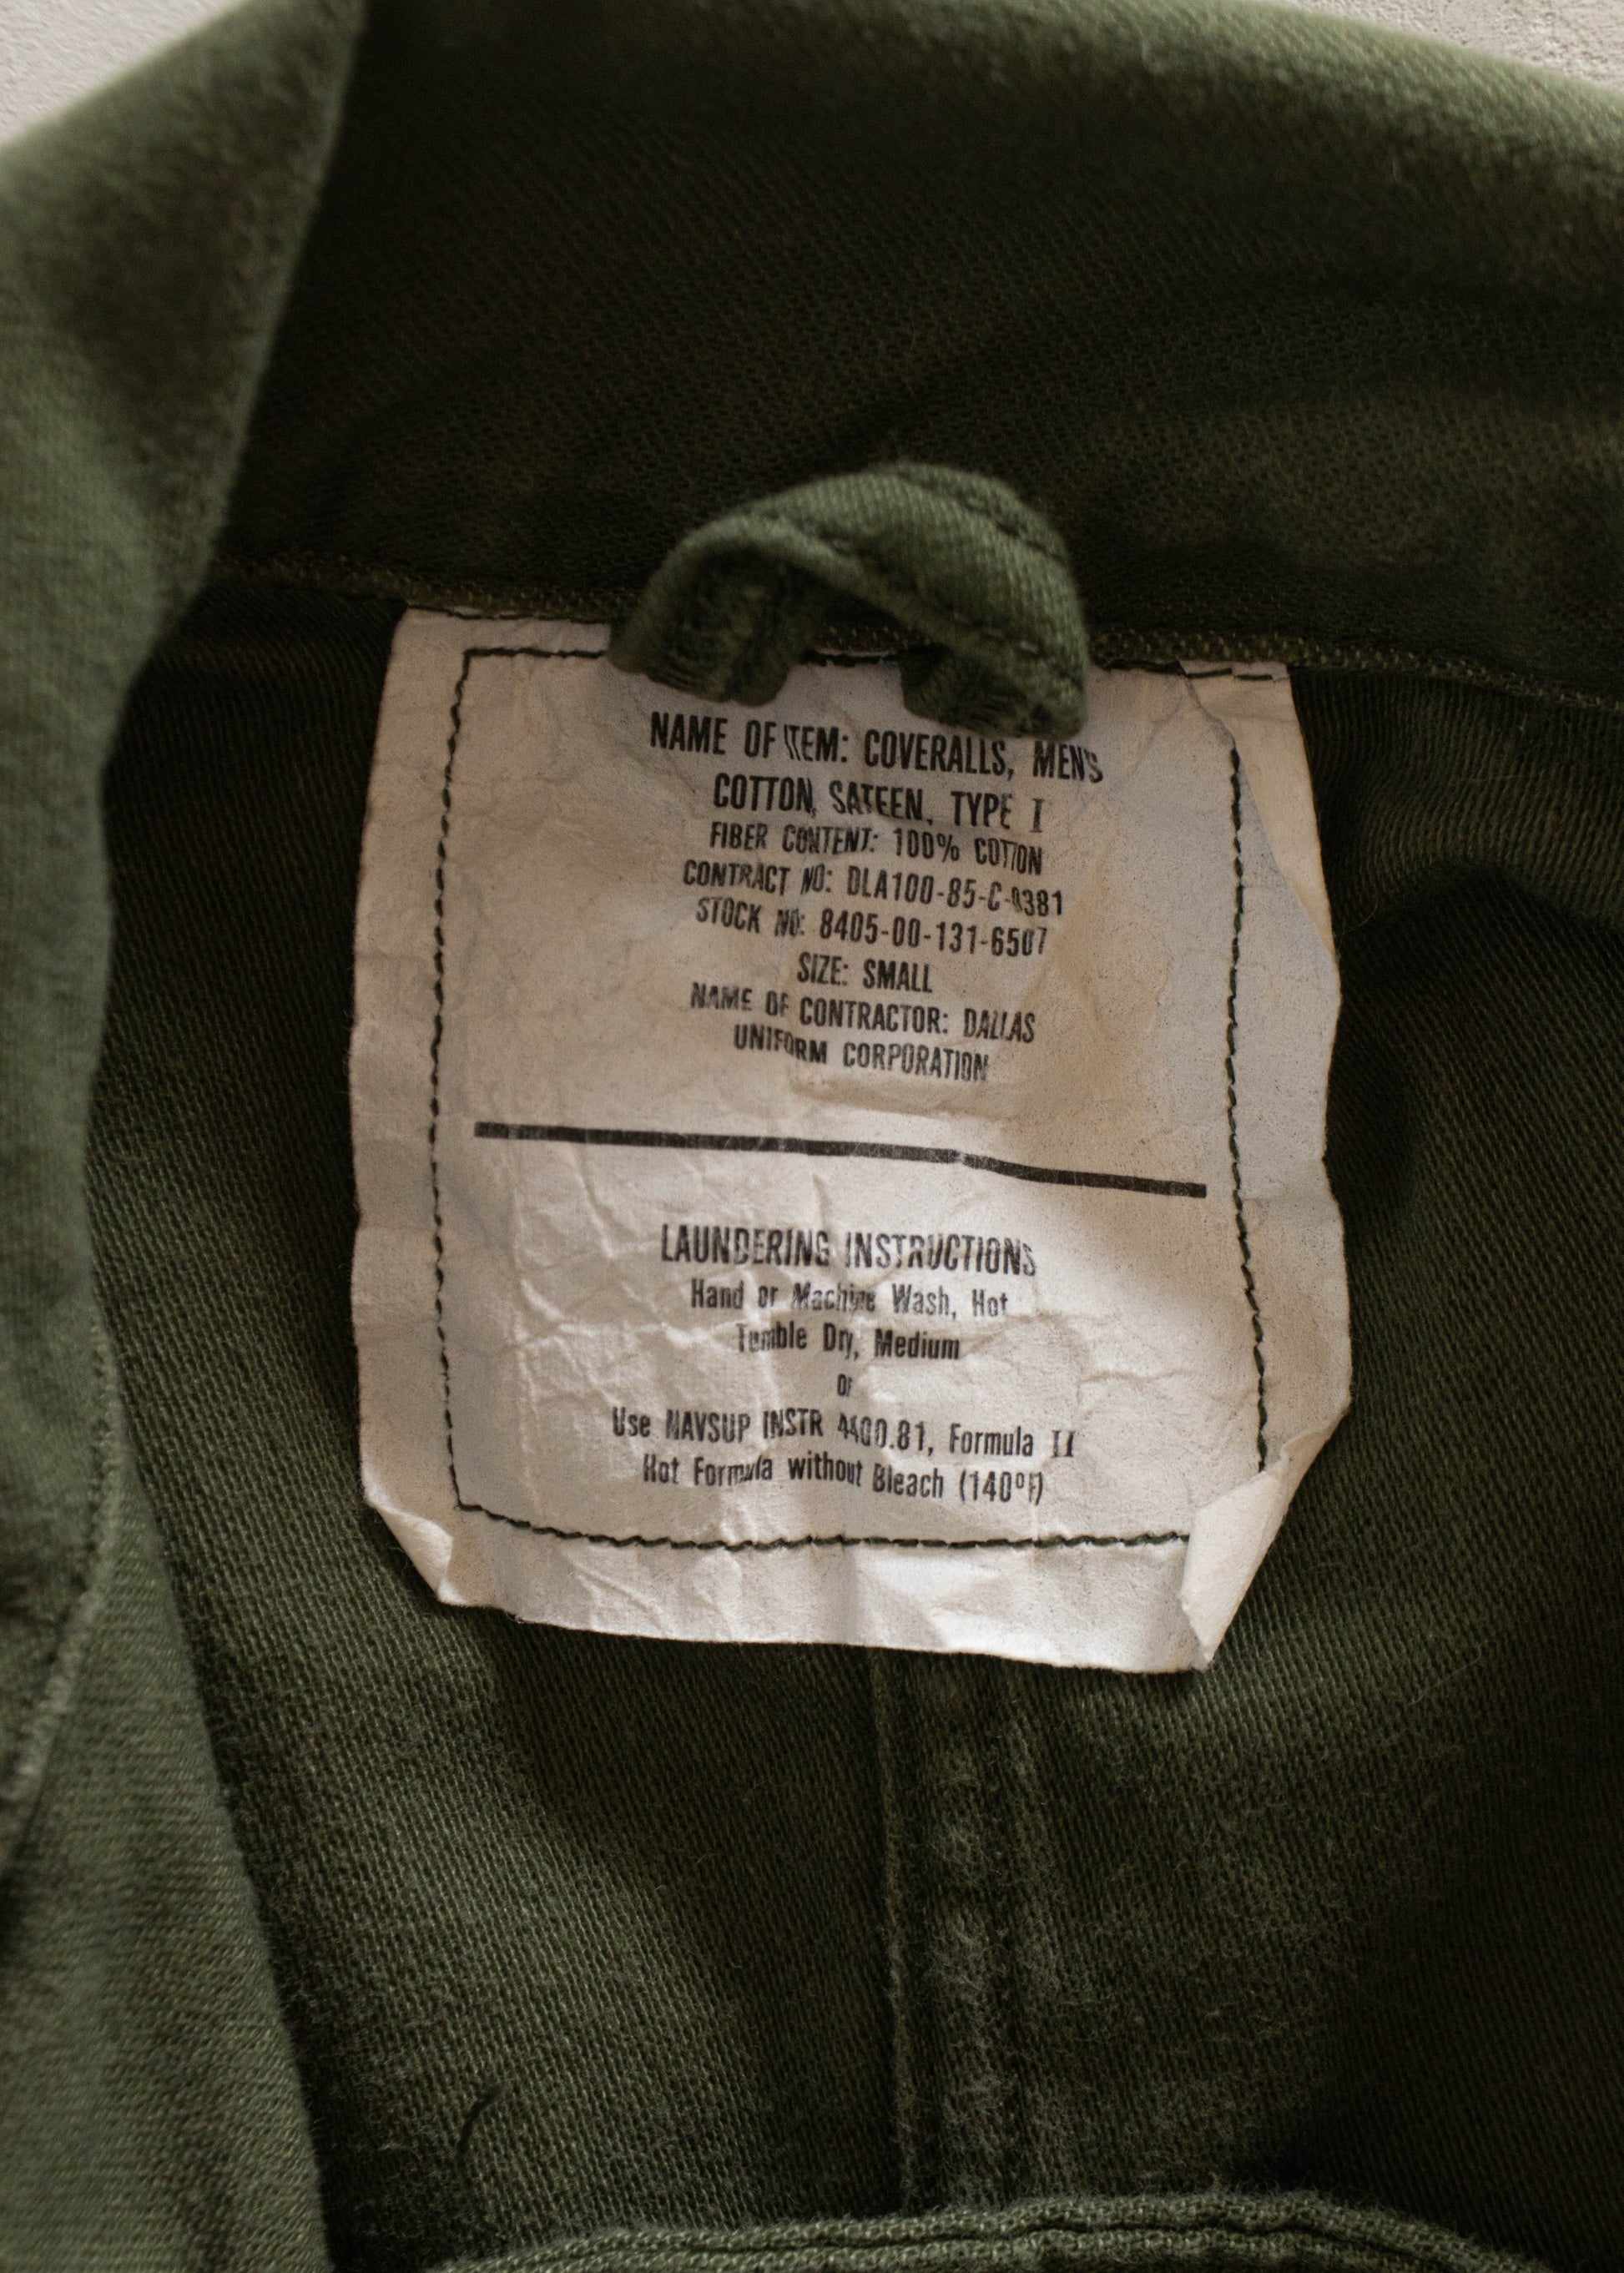 NAME OF ITEM: COVERALLS, MEN'S
COTTON, SATEEN, TYPE I
FIBER CONTENT: 100% COTTON
CONTRACT NO: DLA100-85-C-0381
STOCK NO: 8405-00-131-6507
SIZE: SMALL
NAME OF CONTRACTOR: DALLAS
UNIFORM CORPORATION
LAUNDERING INSTRUCTIONS
Hand or Machine Wash, Hot
Tumble Dry, Medium
or
Use NAVSUP INSTR 4400.81, Formula II
Hot Formula without Bleach (140ºF)